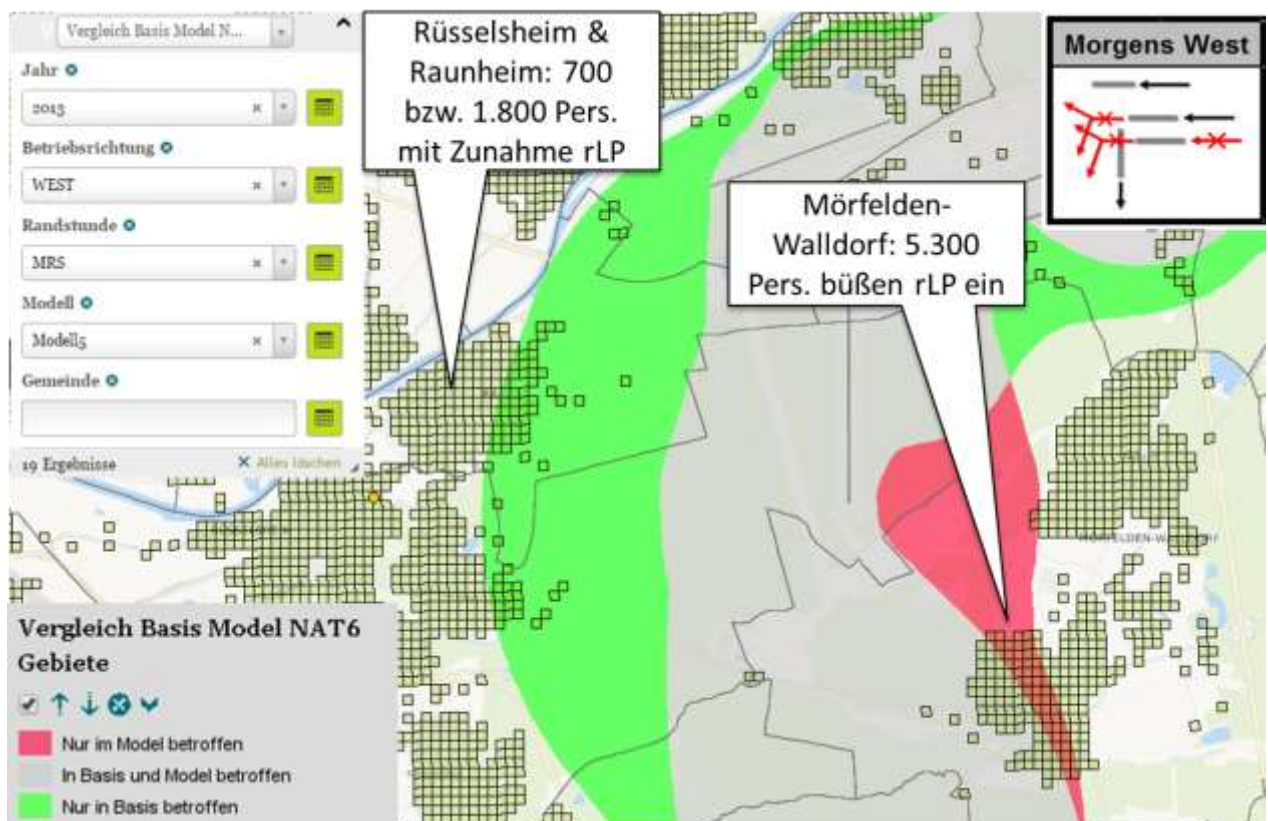 Vergleich Basis Model N...
Jahr
2013
Betriebsrichtung
WEST
Randstunde
MRS
Modell
Modell5
Gemeinde
19 Ergebnisse
Alles löschen
Rüsselsheim &
Raunheim: 700
bzw. 1.800 Pers.
mit Zunahme rLP
Morgens West
Mörfelden-
Walldorf: 5.300
Pers. büßen rLP ein
MÖRFELDEN-WALLDORF
Vergleich Basis Model NAT6
Gebiete
Nur im Model betroffen
In Basis und Model betroffen
Nur in Basis betroffen